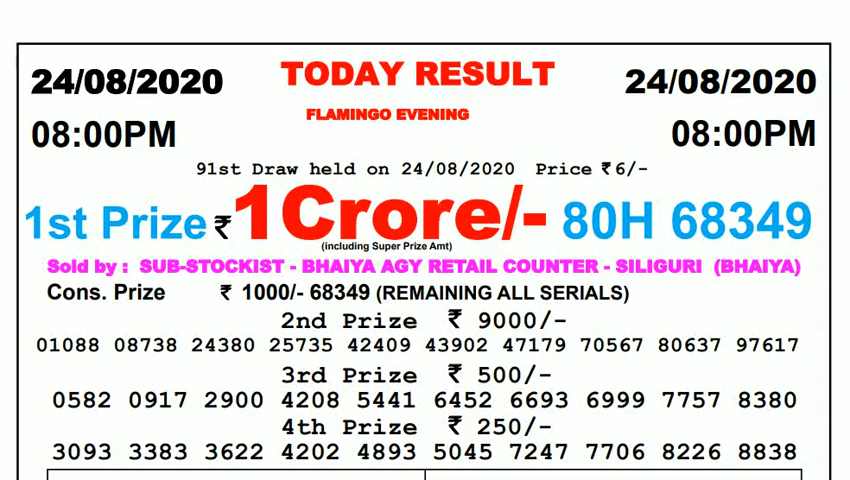 24/08/2020 TODAY RESULT 24/08/2020
FLAMINGO EVENING
08:00PM 08:00PM
91st Draw held on 24/08/2020 Price ₹6/-
1st Prize ₹1Crore/- 80H 68349
(including Super Prize Amt)
Sold by : SUB-STOCKIST - BHAIYA AGY RETAIL COUNTER - SILIGURI (BHAIYA)
Cons. Prize ₹ 1000/- 68349 (REMAINING ALL SERIALS)
2nd Prize ₹ 9000/-
01088 08738 24380 25735 42409 43902 47179 70567 80637 97617
3rd Prize ₹ 500/-
0582 0917 2900 4208 5441 6452 6693 6999 7757 8380
4th Prize ₹ 250/-
3093 3383 3622 4202 4893 5045 7247 7706 8226 8838